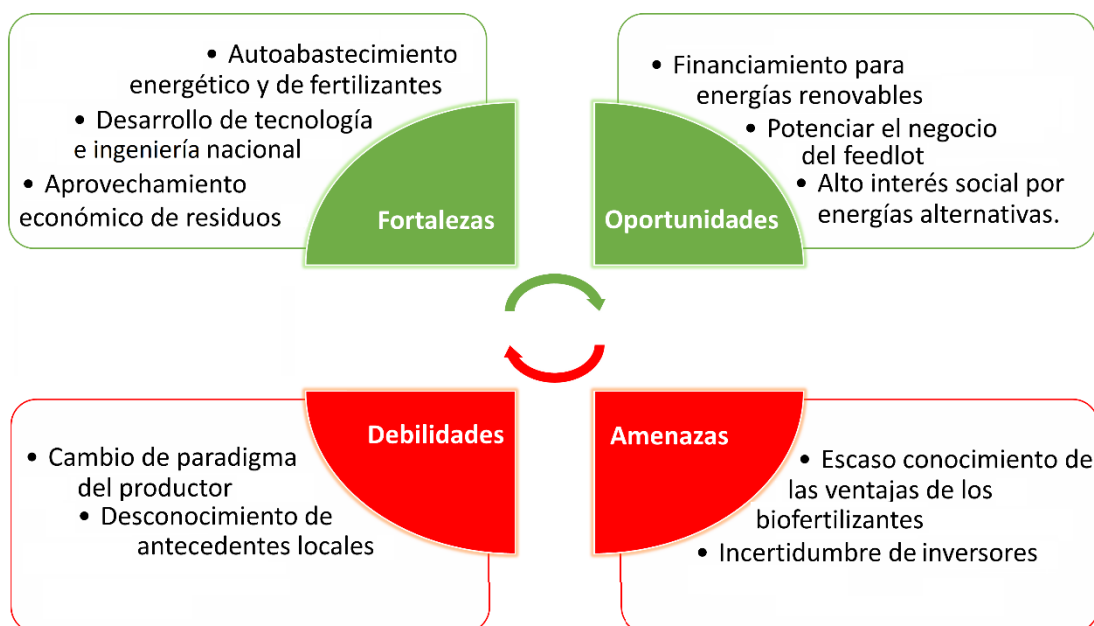 • Autoabastecimiento
energético y de fertilizantes
• Desarrollo de tecnología
e ingeniería nacional
• Aprovechamiento
económico de residuos
Fortalezas
• Financiamiento para
energías renovables
• Potenciar el negocio
del feedlot
• Alto interés social por
energías alternativas.
Oportunidades
Debilidades
• Cambio de paradigma
del productor
• Desconocimiento de
antecedentes locales
Amenazas
• Escaso conocimiento de
las ventajas de los
biofertilizantes
• Incertidumbre de inversores